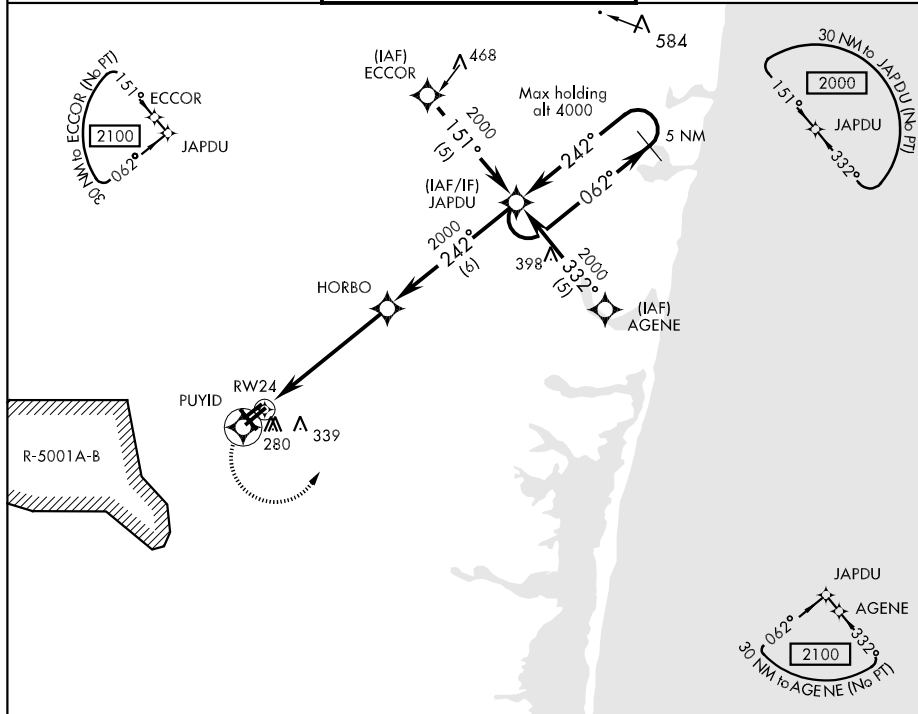 584
(IAF)
ECCOR
468
30 NM to ECCOR (No PT)
151°
ECCOR
2100
JAPDU
062°
Max holding
alt 4000
5 NM
30 NM to JAPDU (No PT)
2000
151°
JAPDU
332°
2000
151°
(5)
242°
062°
(IAF/IF)
JAPDU
2000
242°
(6)
398
2000
332°
(5)
HORBO
(IAF)
AGENE
RW24
PUYID
280
339
R-5001A-B
JAPDU
AGENE
062°
332°
2100
30 NM to AGENE (No PT)